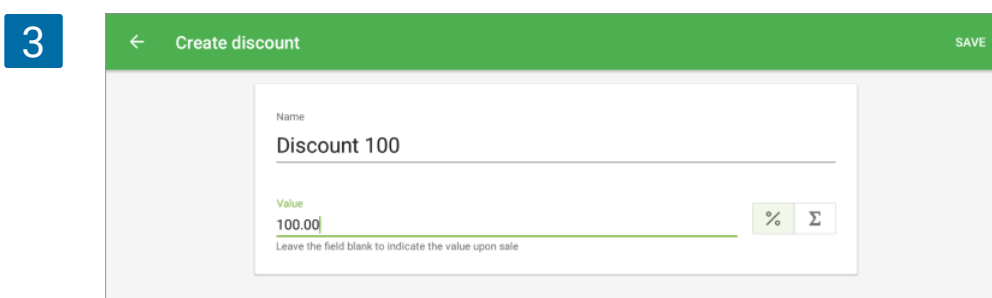 3
← Create discount SAVE
Name
Discount 100
Value
100.00
% Σ
Leave the field blank to indicate the value upon sale